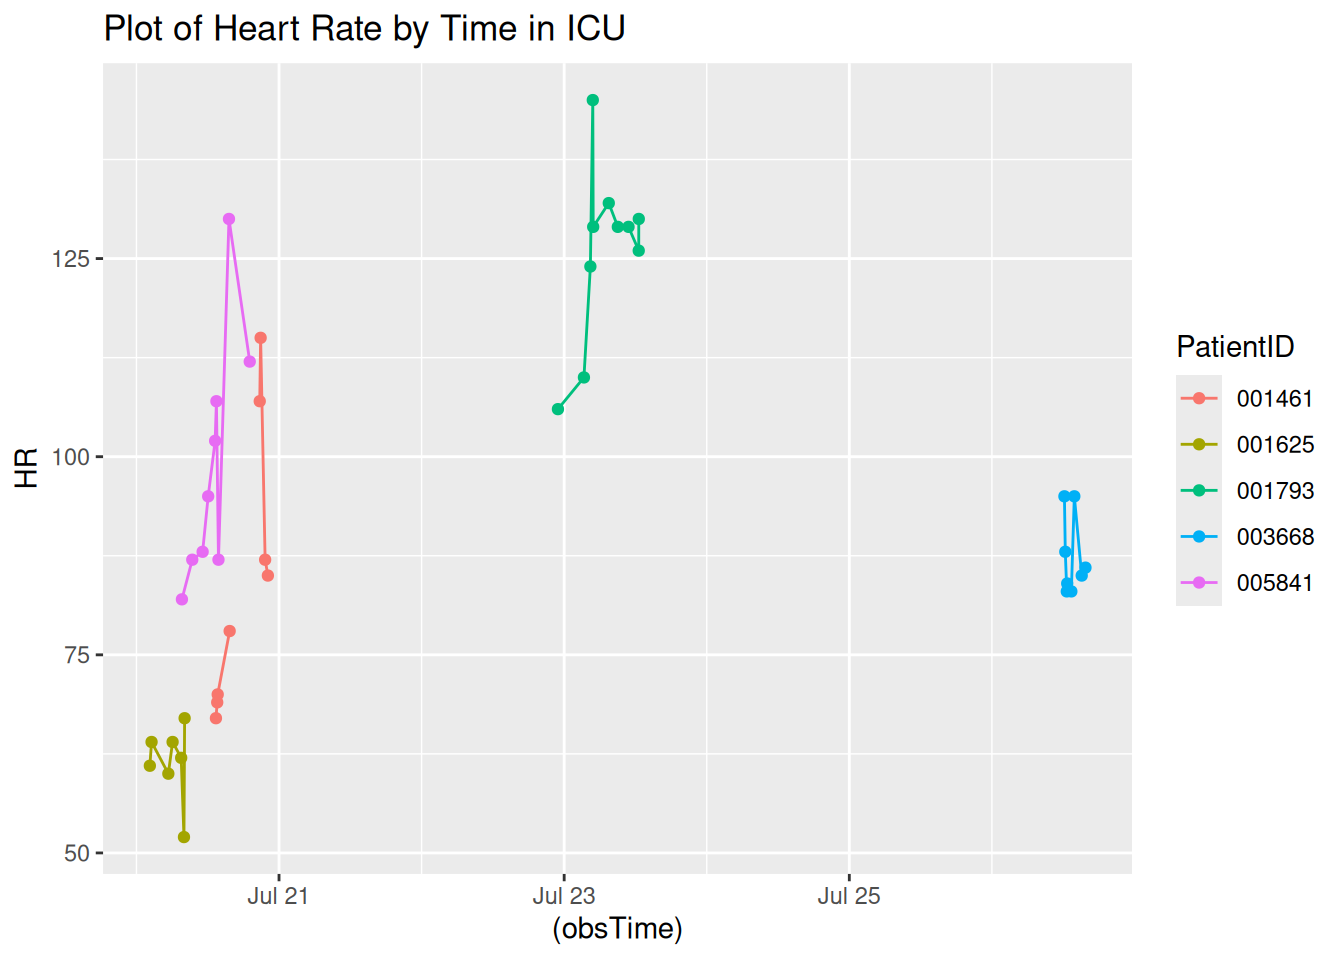 Plot of Heart Rate by Time in ICU
HR
125
100
75
50
Jul 21
Jul 23
Jul 25
(obsTime)
PatientID
001461
001625
001793
003668
005841